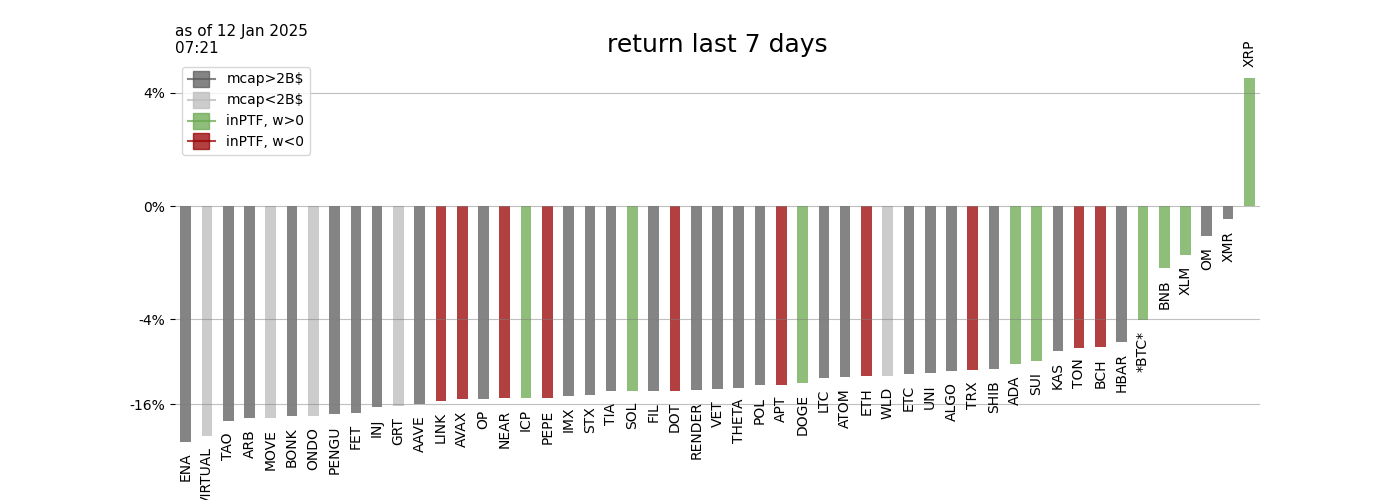 as of 12 Jan 2025
07:21
return last 7 days
mcap>2B$
mcap<2B$
inPTF, w>0
inPTF, w<0
4%
0%
-4%
-16%
ENA
VIRTUAL
TAO
ARB
MOVE
BONK
ONDO
PENGU
FET
INJ
GRT
AAVE
LINK
AVAX
OP
NEAR
ICP
PEPE
IMX
STX
TIA
SOL
FIL
DOT
RENDER
VET
THETA
POL
APT
DOGE
LTC
ATOM
ETH
WLD
ETC
UNI
ALGO
TRX
SHIB
ADA
SUI
KAS
TON
BCH
HBAR
*BTC*
BNB
XLM
OM
XMR
XRP